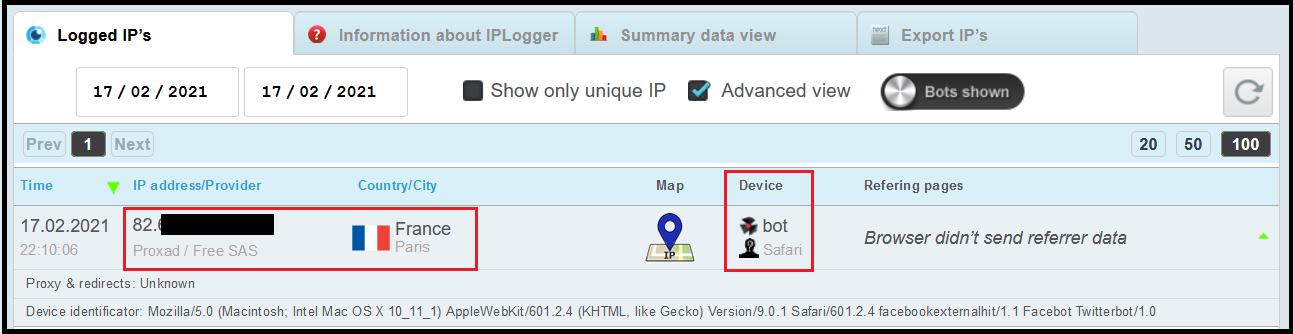 Logged IP's
Information about IPLogger
text
Summary data view
Export IP's
17 / 02 / 2021
17 / 02 / 2021
Show only unique IP
Advanced view
Bots shown
Prev 1 Next
20 50 100
Time
IP address/Provider
Country/City
Map
Device
Refering pages
17.02.2021
22:10:06
82.
Proxad / Free SAS
France
Paris
IP
bot
Safari
Browser didn't send referrer data
Proxy & redirects: Unknown
Device identificator: Mozilla/5.0 (Macintosh; Intel Mac OS X 10_11_1) AppleWebKit/601.2.4 (KHTML, like Gecko) Version/9.0.1 Safari/601.2.4 facebookexternalhit/1.1 Facebot Twitterbot/1.0